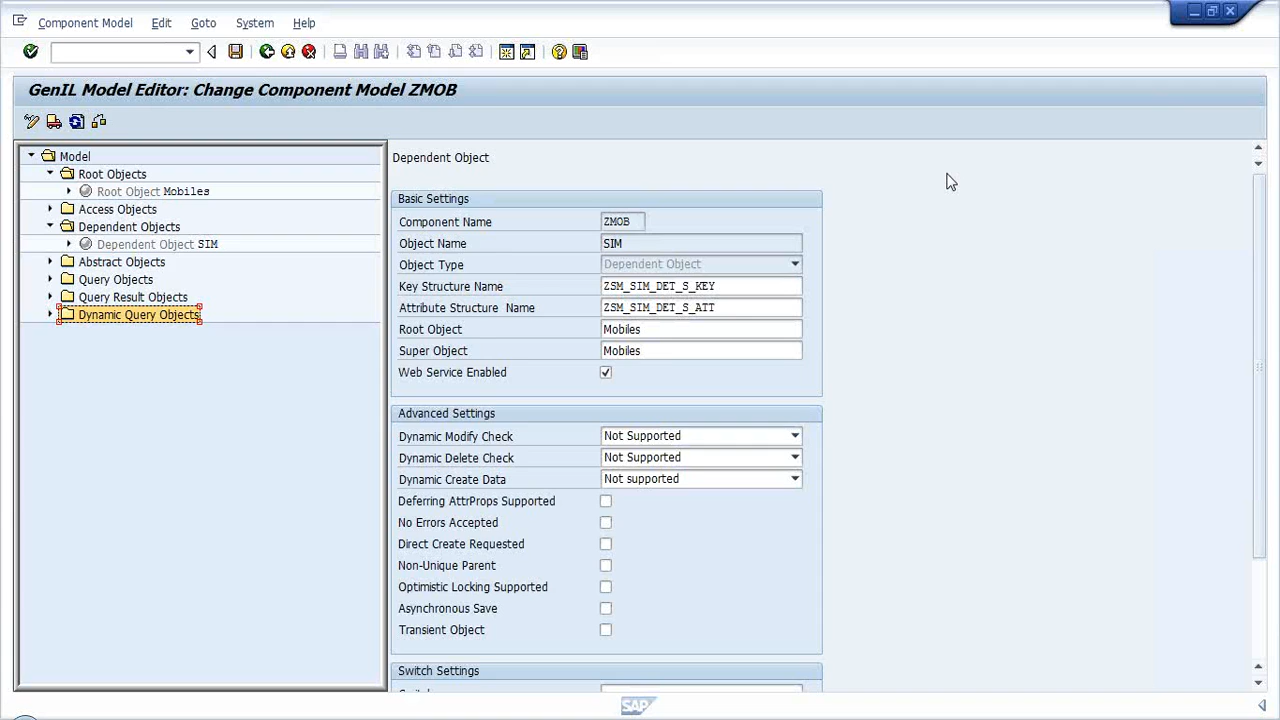 Component Model Edit Goto System Help
GenIL Model Editor: Change Component Model ZMOB
Model
Root Objects
Root Object Mobiles
Access Objects
Dependent Objects
Dependent Object SIM
Abstract Objects
Query Objects
Query Result Objects
Dynamic Query Objects
Dependent Object
Basic Settings
Component Name ZMOB
Object Name SIM
Object Type Dependent Object
Key Structure Name ZSM_SIM_DET_S_KEY
Attribute Structure Name ZSM_SIM_DET_S_ATT
Root Object Mobiles
Super Object Mobiles
Web Service Enabled
Advanced Settings
Dynamic Modify Check Not Supported
Dynamic Delete Check Not Supported
Dynamic Create Data Not supported
Deferring AttrProps Supported
No Errors Accepted
Direct Create Requested
Non-Unique Parent
Optimistic Locking Supported
Asynchronous Save
Transient Object
Switch Settings
SAP